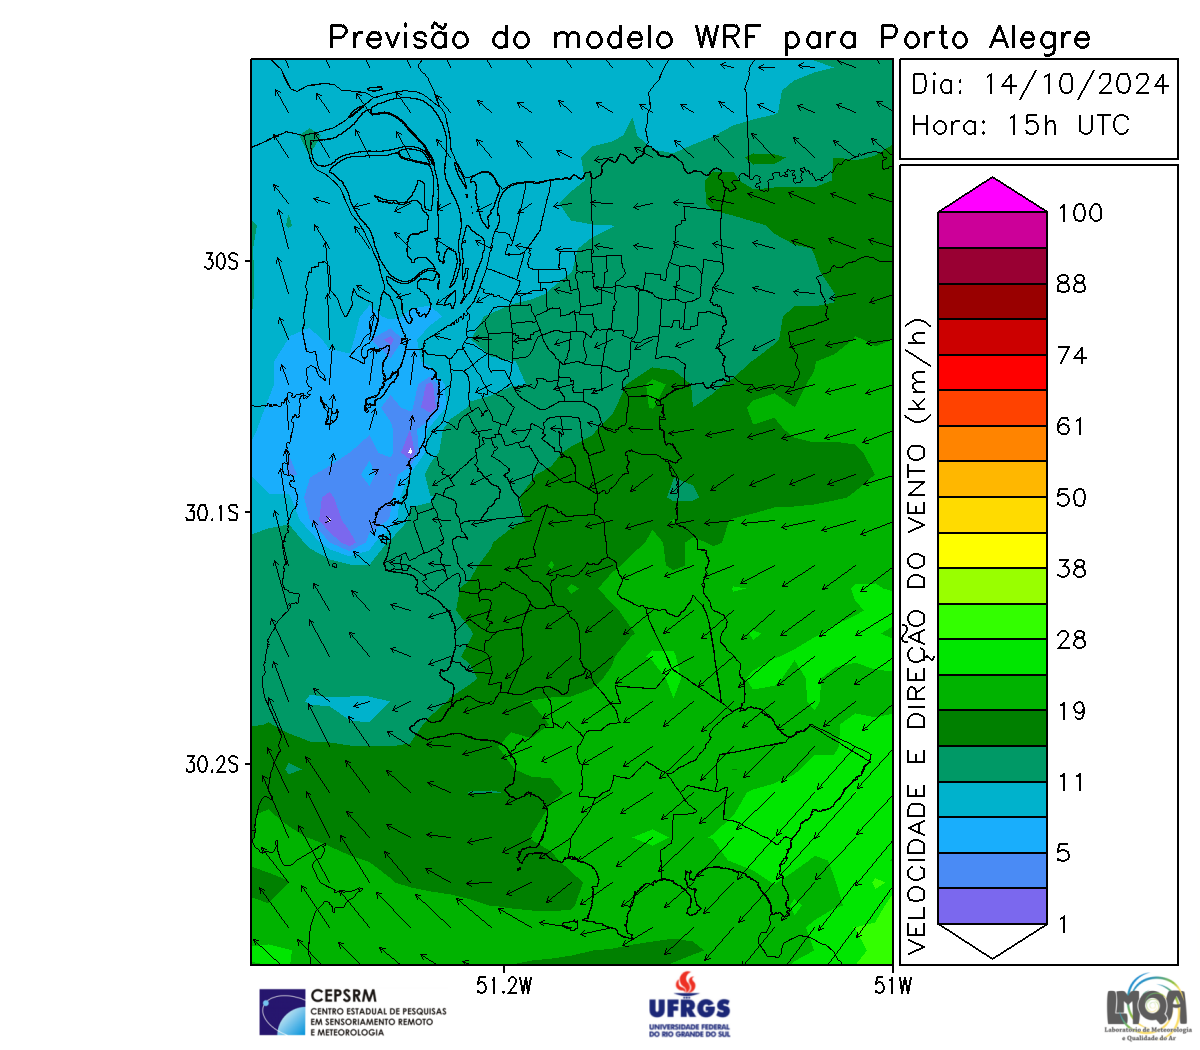 Previsão do modelo WRF para Porto Alegre
Dia: 14/10/2024
Hora: 15h UTC
VELOCIDADE E DIREÇÃO DO VENTO (km/h)
100
88
74
61
50
38
28
19
11
5
1
30S
30.1S
30.2S
51.2W
51W
CEPSRM
CENTRO ESTADUAL DE PESQUISAS
EM SENSORIAMENTO REMOTO
E METEOROLOGIA
UFRGS
UNIVERSIDADE FEDERAL
DO RIO GRANDE DO SUL
LMQA
Laboratório de Meteorologia
e Qualidade do Ar